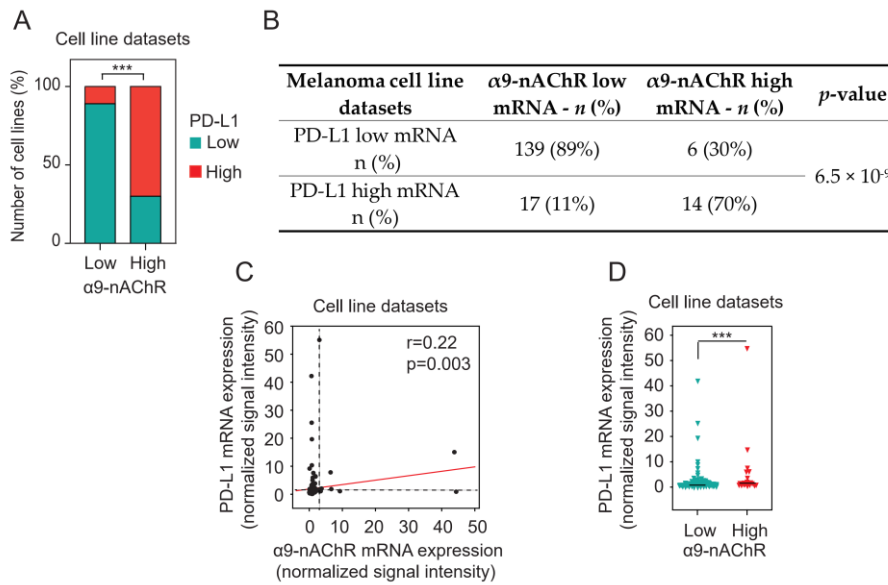 A
Cell line datasets
***
Number of cell lines (%)
100
50
0
Low High
α9-nAChR
PD-L1
Low
High
B
Melanoma cell line datasets α9-nAChR low mRNA - n (%) α9-nAChR high mRNA - n (%) p-value
PD-L1 low mRNA n (%) 139 (89%) 6 (30%)
6.5 × 10⁻⁹
PD-L1 high mRNA n (%) 17 (11%) 14 (70%)
C
Cell line datasets
PD-L1 mRNA expression
(normalized signal intensity)
60
50
40
30
20
10
0
r=0.22
p=0.003
0 10 20 30 40 50
α9-nAChR mRNA expression
(normalized signal intensity)
D
Cell line datasets
PD-L1 mRNA expression
(normalized signal intensity)
60
50
40
30
20
10
0
***
Low High
α9-nAChR